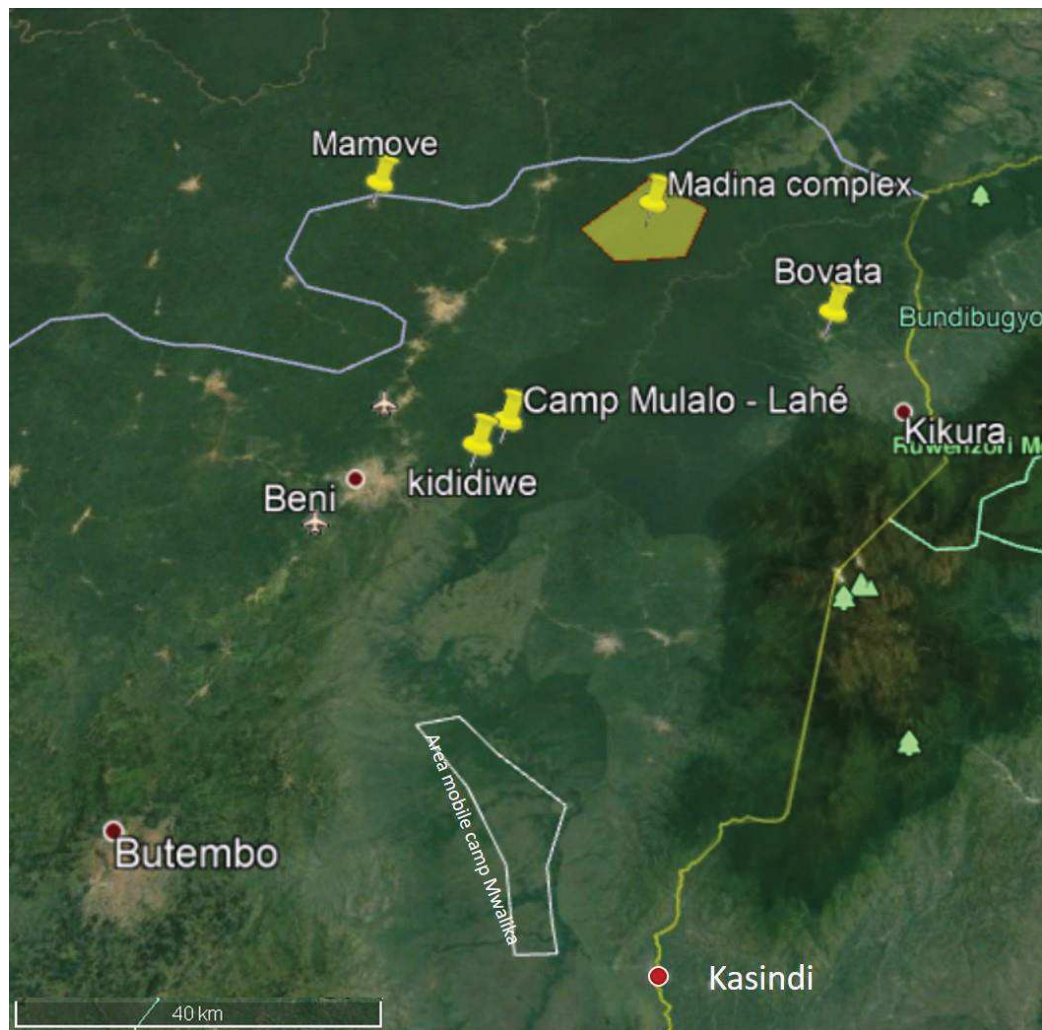 Mamove
Madina complex
Bovata
Bundibugyo
Camp Mulalo - Lahé
Kikura
Ruwenzori M
kididiwe
Beni
Area mobile camp Mwalika
Butembo
Kasindi
40 km